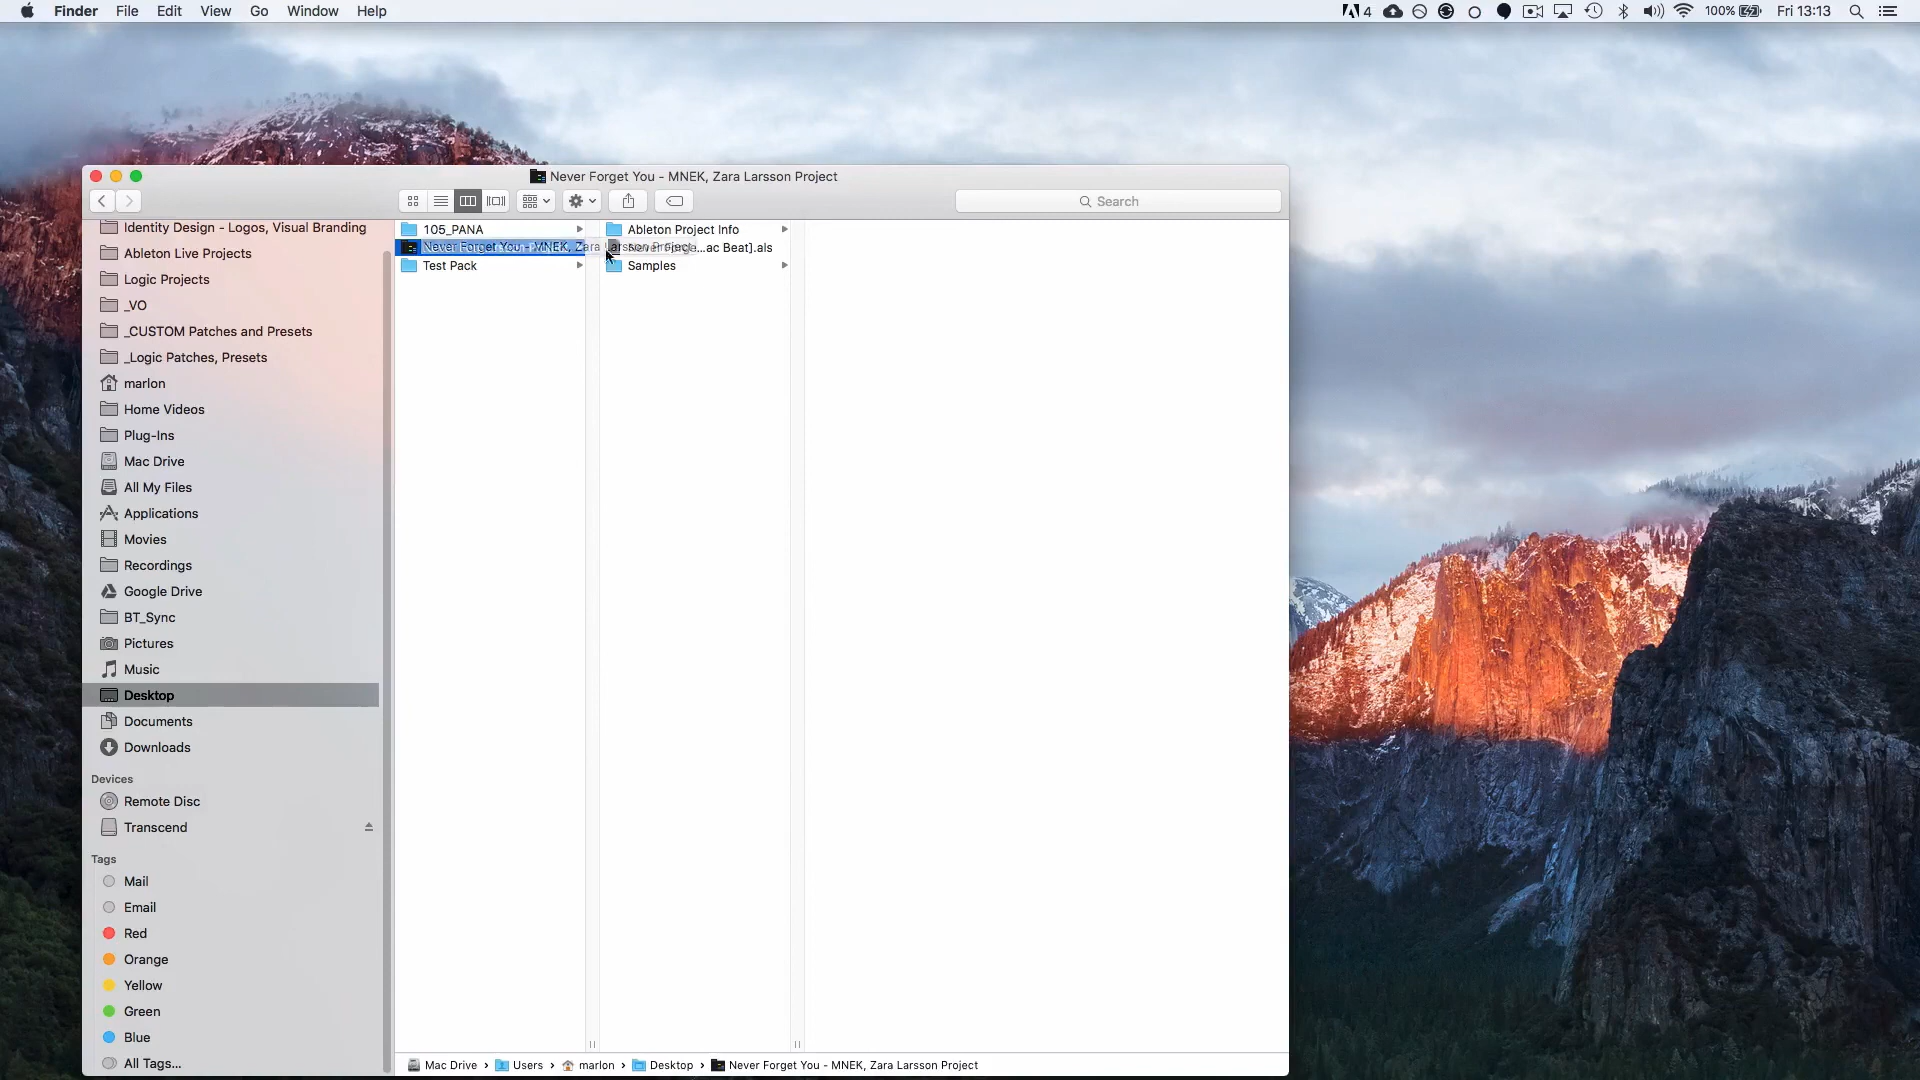 Finder File Edit View Go Window Help
4 100% Fri 13:13
Never Forget You - MNEK, Zara Larsson Project
Search
Identity Design - Logos, Visual Branding
Ableton Live Projects
Logic Projects
_VO
_CUSTOM Patches and Presets
_Logic Patches, Presets
marlon
Home Videos
Plug-Ins
Mac Drive
All My Files
Applications
Movies
Recordings
Google Drive
BT_Sync
Pictures
Music
Desktop
Documents
Downloads
Devices
Remote Disc
Transcend
Tags
Mail
Email
Red
Orange
Yellow
Green
Blue
All Tags...
105_PANA
Never Forget You - MNEK, Zara Larsson Project
Test Pack
Ableton Project Info
...ac Beat].als
Samples
Mac Drive › Users › marlon › Desktop › Never Forget You - MNEK, Zara Larsson Project